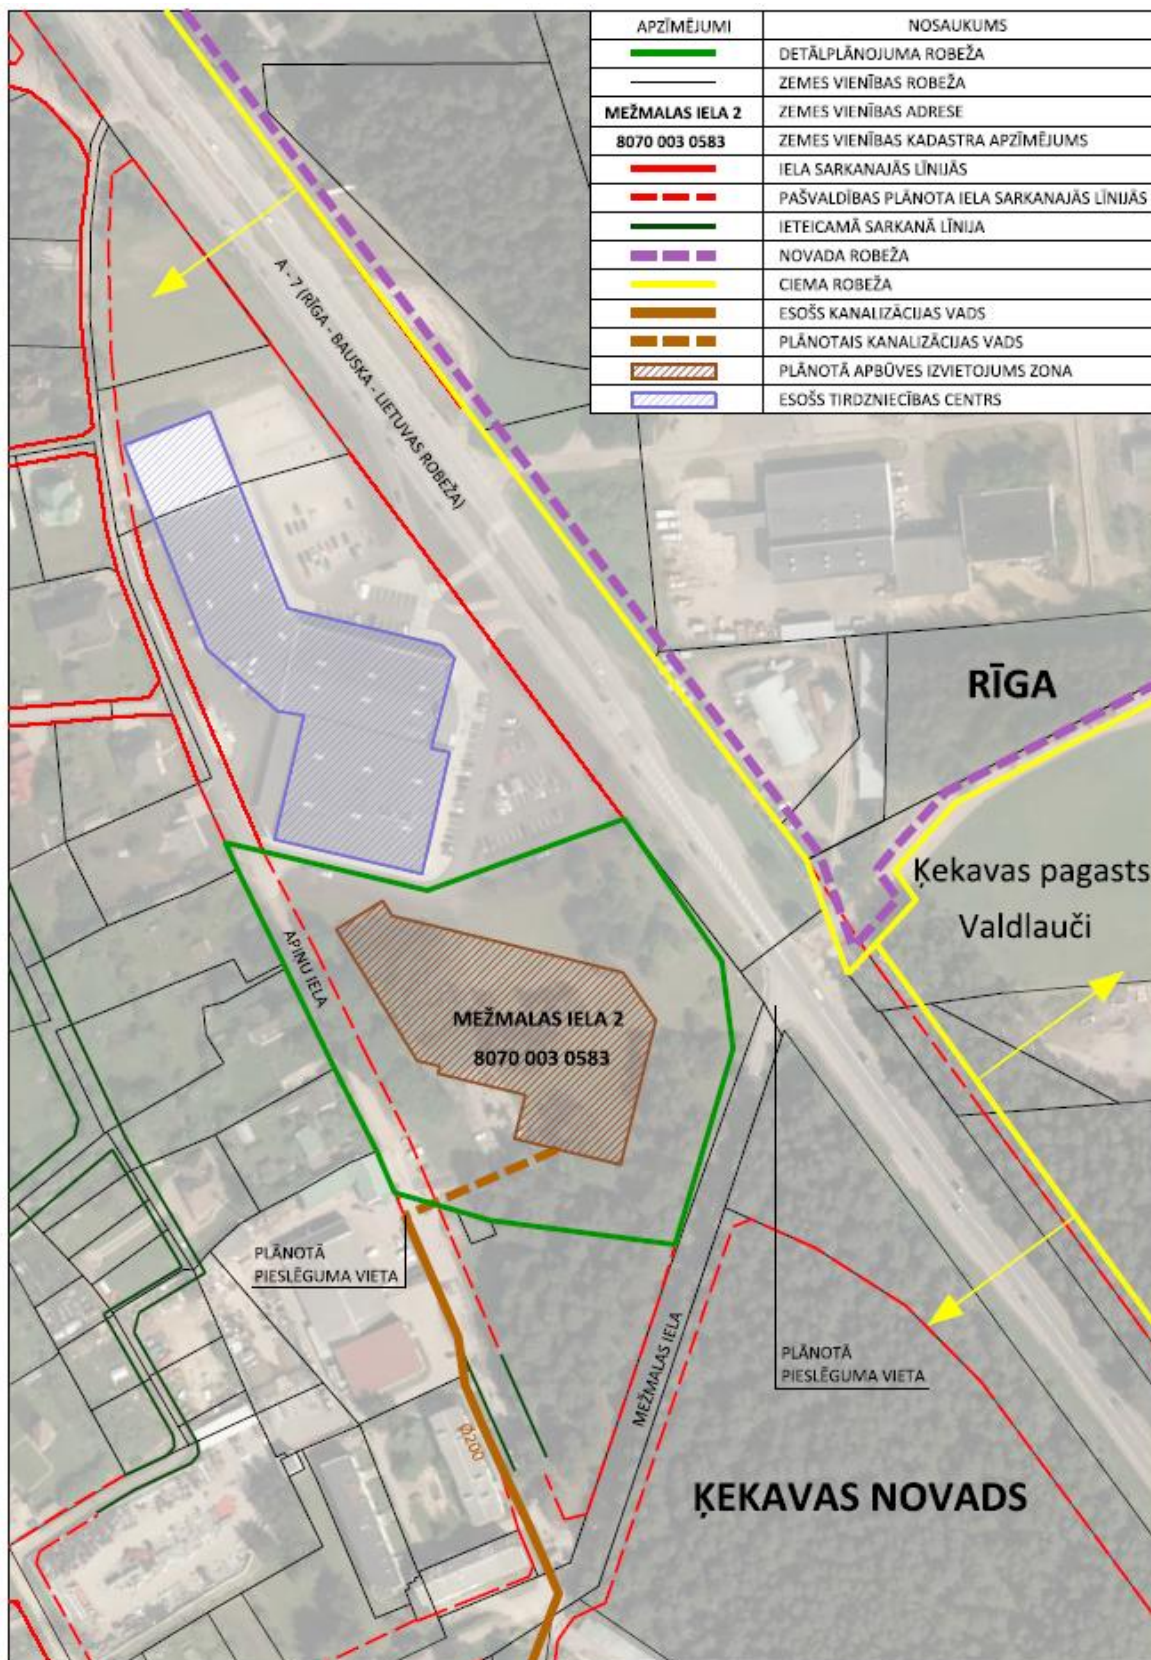 APZĪMĒJUMI NOSAUKUMS
DETĀLPLĀNOJUMA ROBEŽA
ZEMES VIENĪBAS ROBEŽA
MEŽMALAS IELA 2 ZEMES VIENĪBAS ADRESE
8070 003 0583 ZEMES VIENĪBAS KADASTRA APZĪMĒJUMS
IELA SARKANAJĀS LĪNIJĀS
PAŠVALDĪBAS PLĀNOTA IELA SARKANAJĀS LĪNIJĀS
IETEICAMĀ SARKANĀ LĪNIJA
NOVADA ROBEŽA
CIEMA ROBEŽA
ESOŠS KANALIZĀCIJAS VADS
PLĀNOTAIS KANALIZĀCIJAS VADS
PLĀNOTĀ APBŪVES IZVIETOJUMS ZONA
ESOŠS TIRDZNIECĪBAS CENTRS
A - 7 (RĪGA - BAUSKA - LIETUVAS ROBEŽA)
RĪGA
Ķekavas pagasts
Valdlauči
APIŅU IELA
MEŽMALAS IELA 2
8070 003 0583
PLĀNOTĀ
PIESLĒGUMA VIETA
MEŽMALAS IELA
PLĀNOTĀ
PIESLĒGUMA VIETA
Ø200
ĶEKAVAS NOVADS